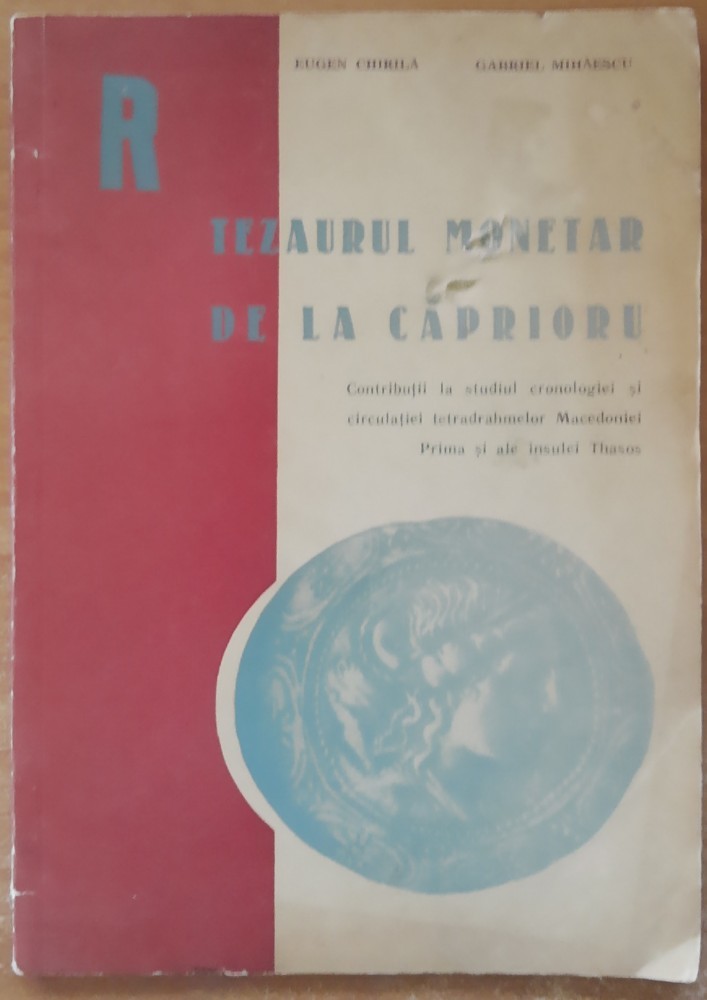 EUGEN CHIRILĂ GABRIEL MIHĂESCU
R
TEZAURUL MONETAR
DE LA CĂPRIORU
Contribuții la studiul cronologiei și
circulației tetradrahmelor Macedoniei
Prima și ale insulei Thasos